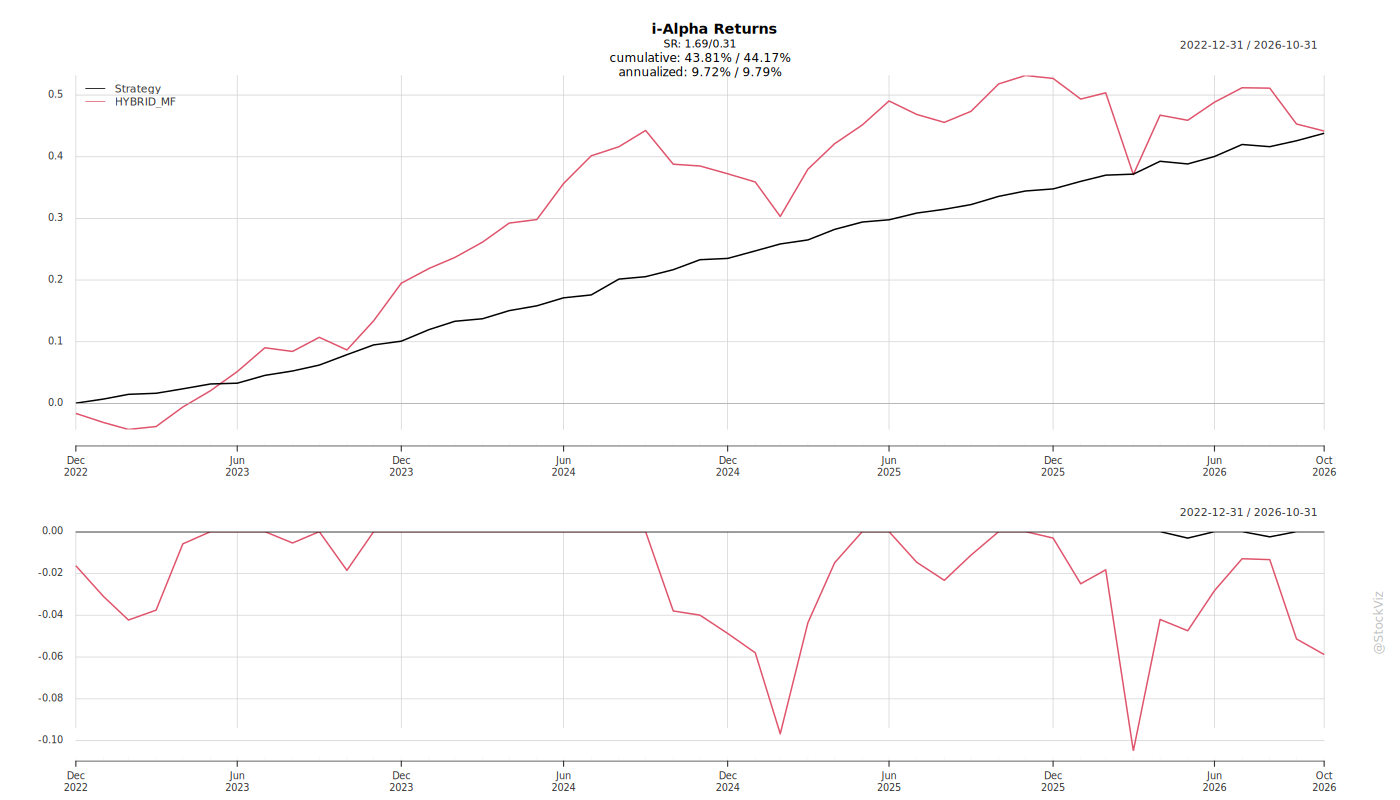 i-Alpha Returns
SR: 1.69/0.31
2022-12-31 / 2026-10-31
cumulative: 43.81% / 44.17%
annualized: 9.72% / 9.79%
Strategy
HYBRID_MF
0.5
0.4
0.3
0.2
0.1
0.0
Dec Jun Dec Jun Dec Jun Dec Jun Oct
2022 2023 2023 2024 2024 2025 2025 2026 2026
2022-12-31 / 2026-10-31
0.00
-0.02
-0.04
-0.06
-0.08
-0.10
Dec Jun Dec Jun Dec Jun Dec Jun Oct
2022 2023 2023 2024 2024 2025 2025 2026 2026
@StockViz